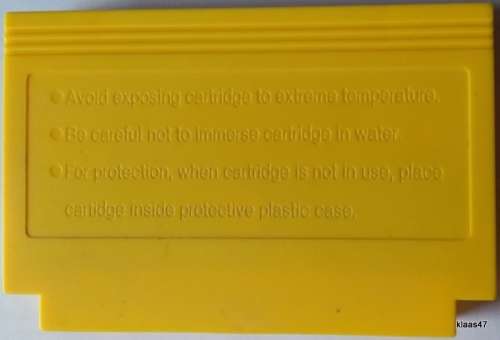 • Avoid exposing cartridge to extreme temperature.
• Be careful not to immerse cartridge in water
• For protection, when cartridge is not in use, place
cartidge inside protective plastic case.
klaas47